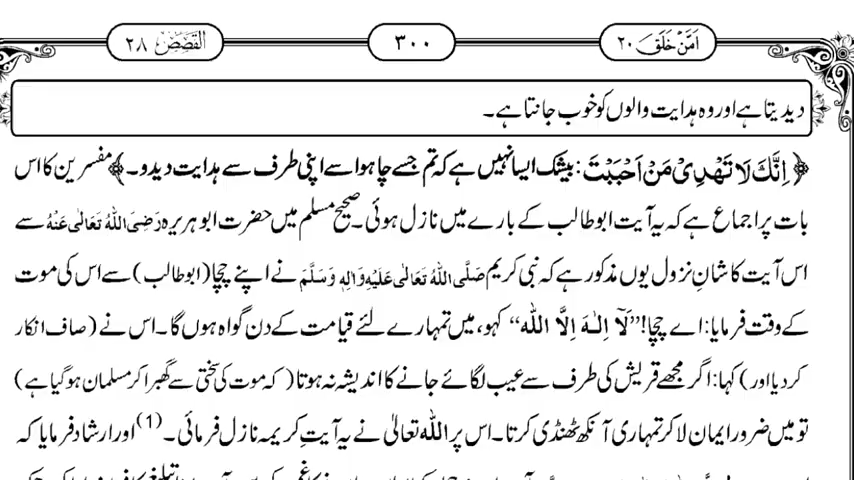 اَمَّنْ خَلَقَ ۲۰
۳۰۰
القصص ۲۸
دیدیتا ہے اور وہ ہدایت والوں کو خوب جانتا ہے۔
﴿اِنَّكَ لَا تَهْدِیْ مَنْ اَحْبَبْتَ: بیشک ایسا نہیں ہے کہ تم جسے چاہو اسے اپنی طرف سے ہدایت دیدو۔﴾ مفسرین کا اس
بات پر اجماع ہے کہ یہ آیت ابو طالب کے بارے میں نازل ہوئی۔ صحیح مسلم میں حضرت ابو ہریرہ رَضِیَ اللّٰہُ تَعَالٰی عَنْہُ سے
اس آیت کا شانِ نزول یوں مذکور ہے کہ نبی کریم صَلَّی اللّٰہُ تَعَالٰی عَلَیْہِ وَاٰلِہٖ وَسَلَّمَ نے اپنے چچا (ابو طالب) سے اس کی موت
کے وقت فرمایا: اے چچا! ”لَآ اِلٰـهَ اِلَّا اللّٰه“ کہو، میں تمہارے لئے قیامت کے دن گواہ ہوں گا۔ اس نے (صاف انکار
کر دیا اور) کہا: اگر مجھے قریش کی طرف سے عیب لگائے جانے کا اندیشہ نہ ہوتا (کہ موت کی سختی سے گھبرا کر مسلمان ہو گیا ہے)
تو میں ضرور ایمان لا کر تمہاری آنکھ ٹھنڈی کرتا۔ اس پر اللّٰہ تعالیٰ نے یہ آیتِ کریمہ نازل فرمائی۔(1) اور ارشاد فرمایا کہ